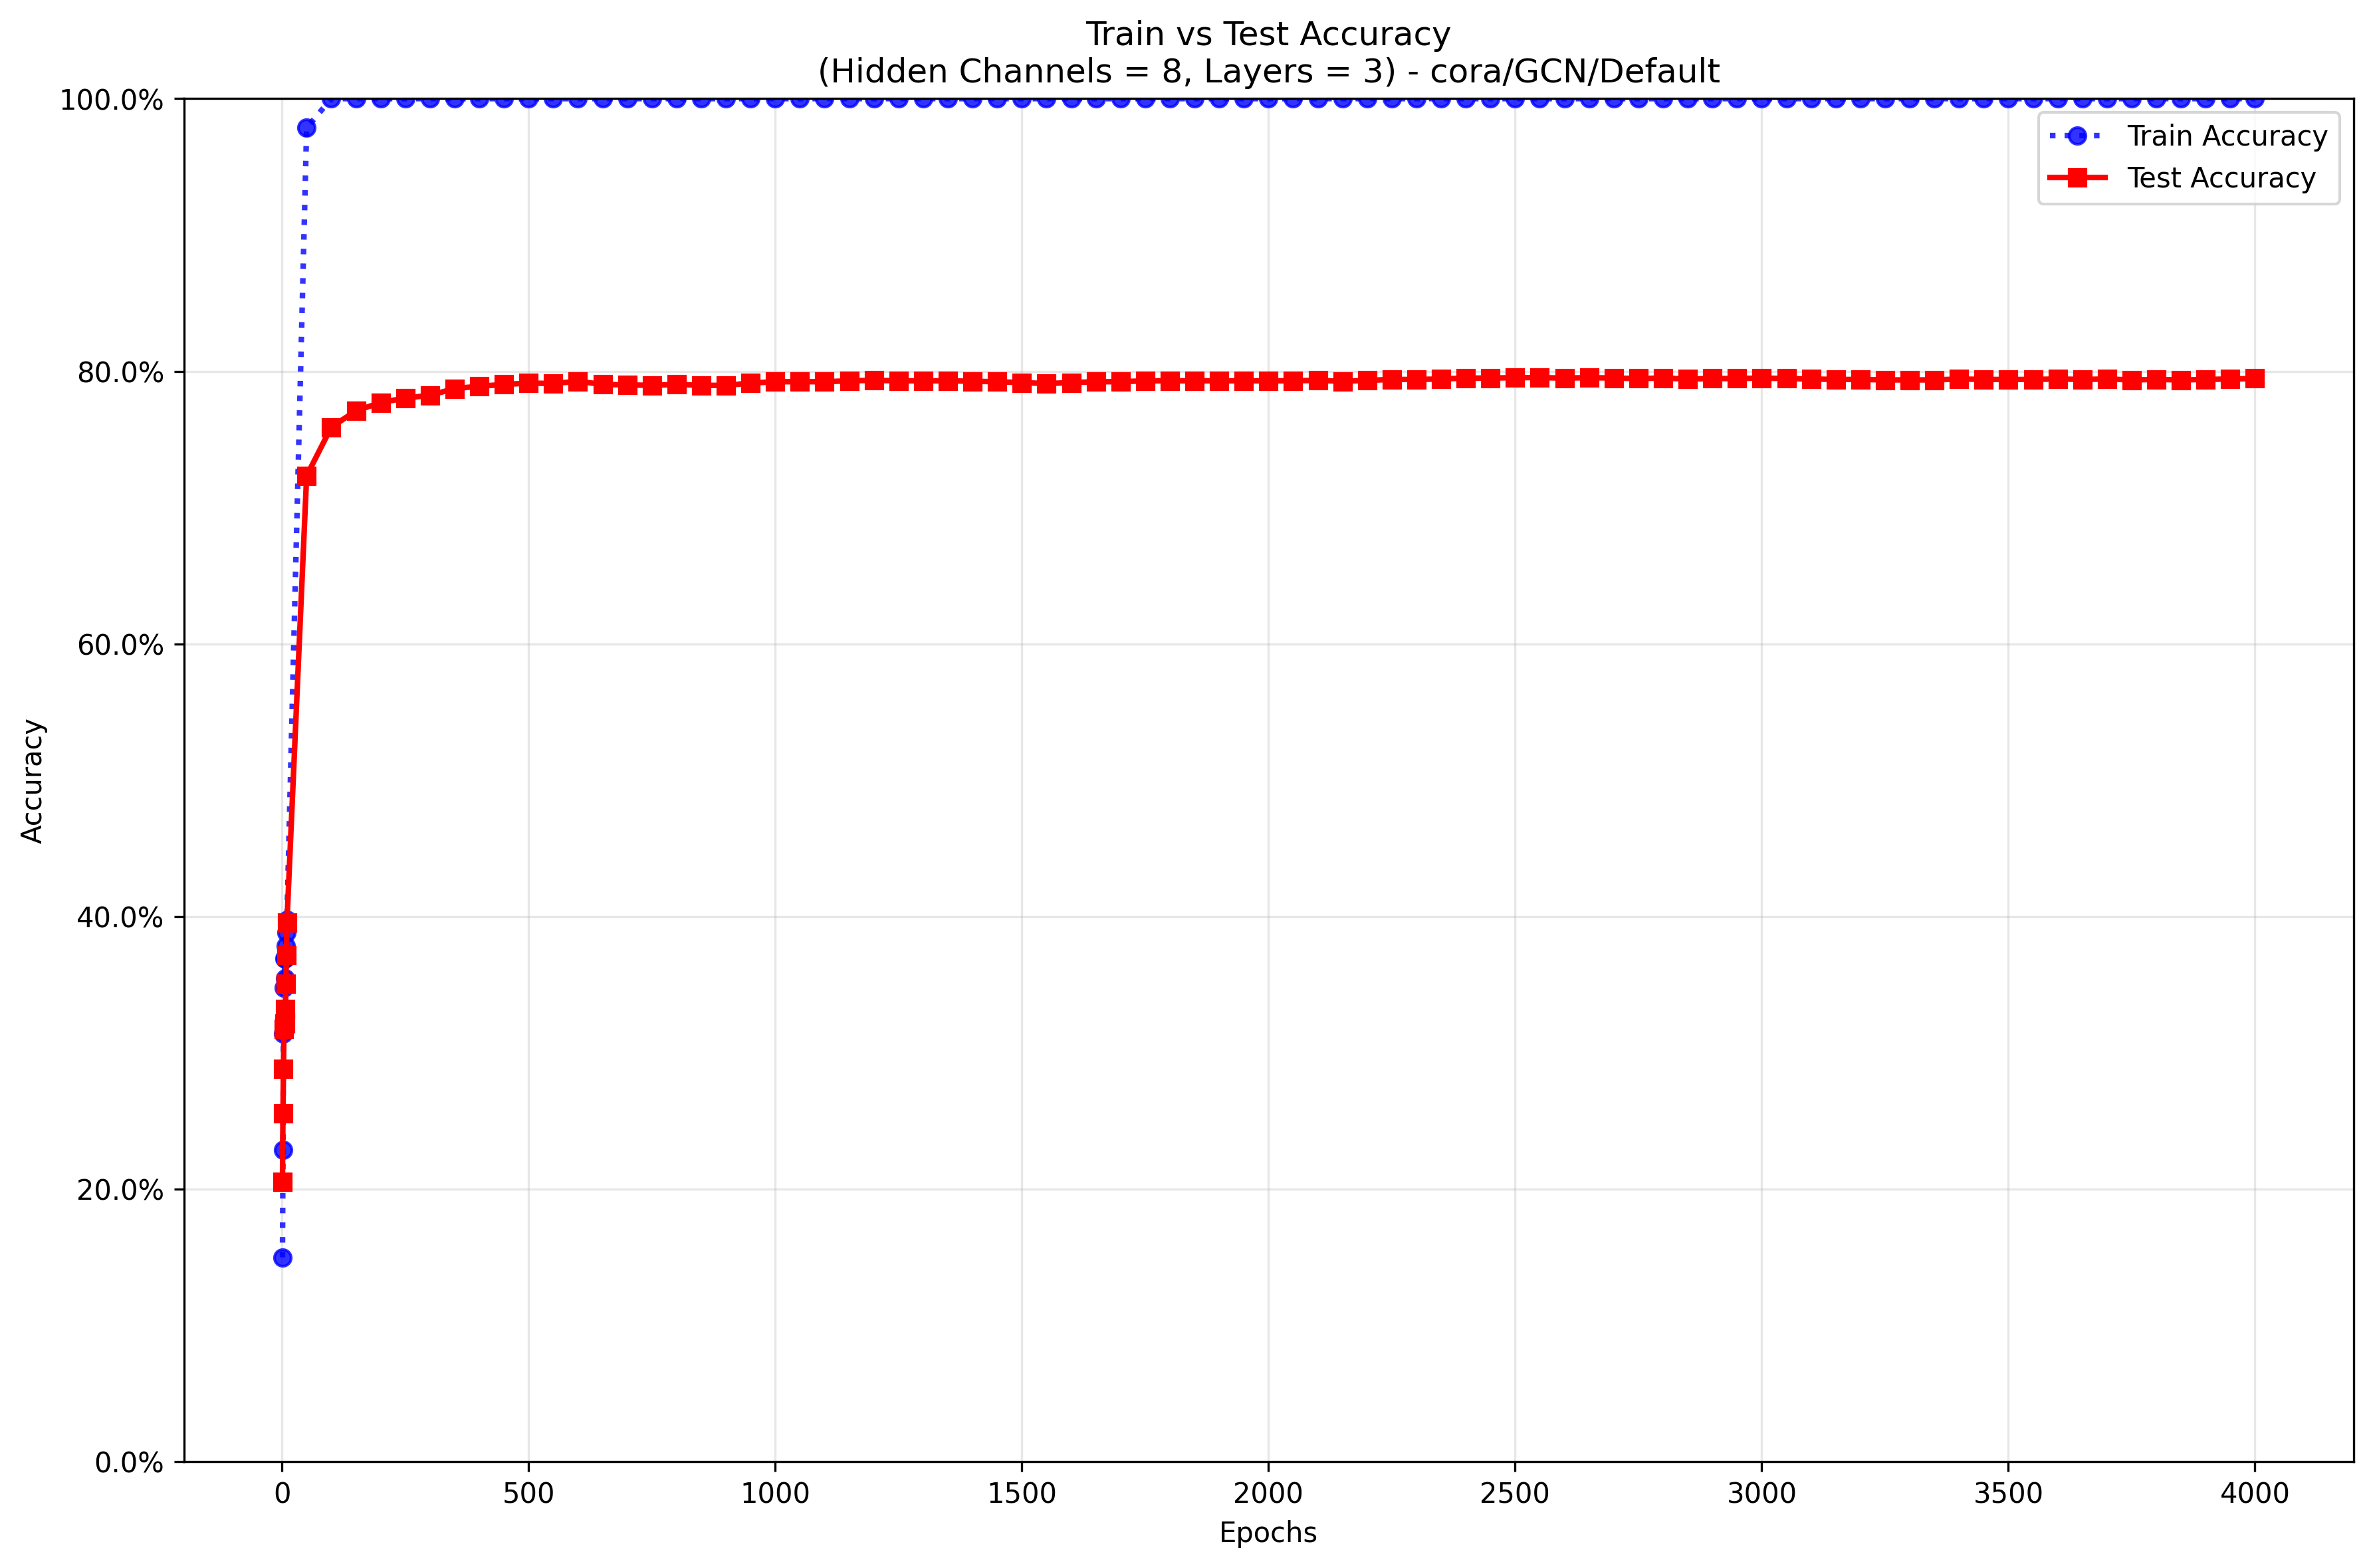 Train vs Test Accuracy
(Hidden Channels = 8, Layers = 3) - cora/GCN/Default
100.0%
80.0%
60.0%
40.0%
20.0%
0.0%
Accuracy
Train Accuracy
Test Accuracy
0 500 1000 1500 2000 2500 3000 3500 4000
Epochs